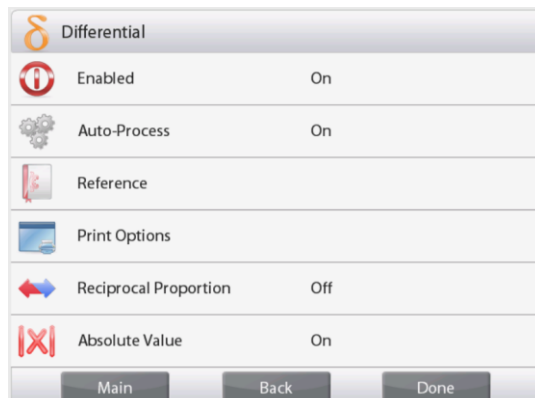 δ Differential
Enabled On
Auto-Process On
Reference
Print Options
Reciprocal Proportion Off
|X| Absolute Value On
Main Back Done